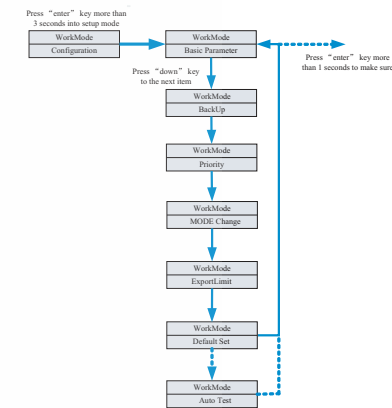 Press “enter” key more than
3 seconds into setup mode
WorkMode
Configuration
WorkMode
Basic Parameter
Press “enter” key more
than 1 seconds to make sure
Press “down” key
to the next item
WorkMode
BackUp
WorkMode
Priority
WorkMode
MODE Change
WorkMode
ExportLimit
WorkMode
Default Set
WorkMode
Auto Test